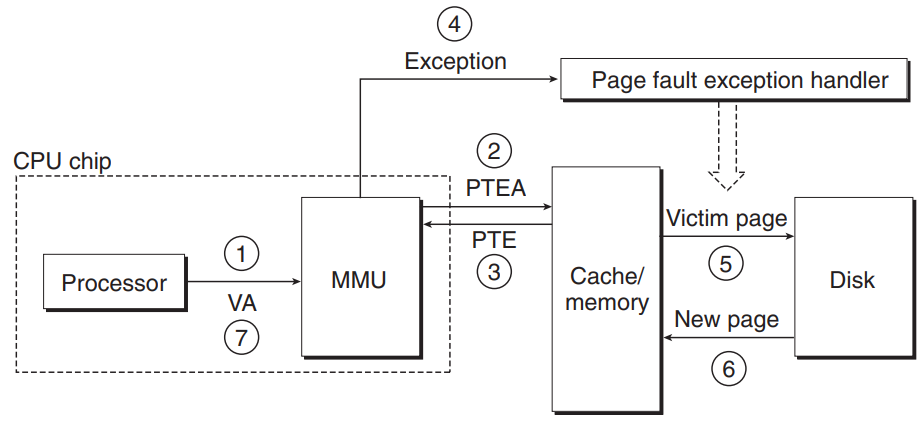 4
Exception
Page fault exception handler
CPU chip
2
PTEA
Victim page
1
PTE
5
Processor
MMU
3
Cache/
memory
Disk
VA
7
New page
6